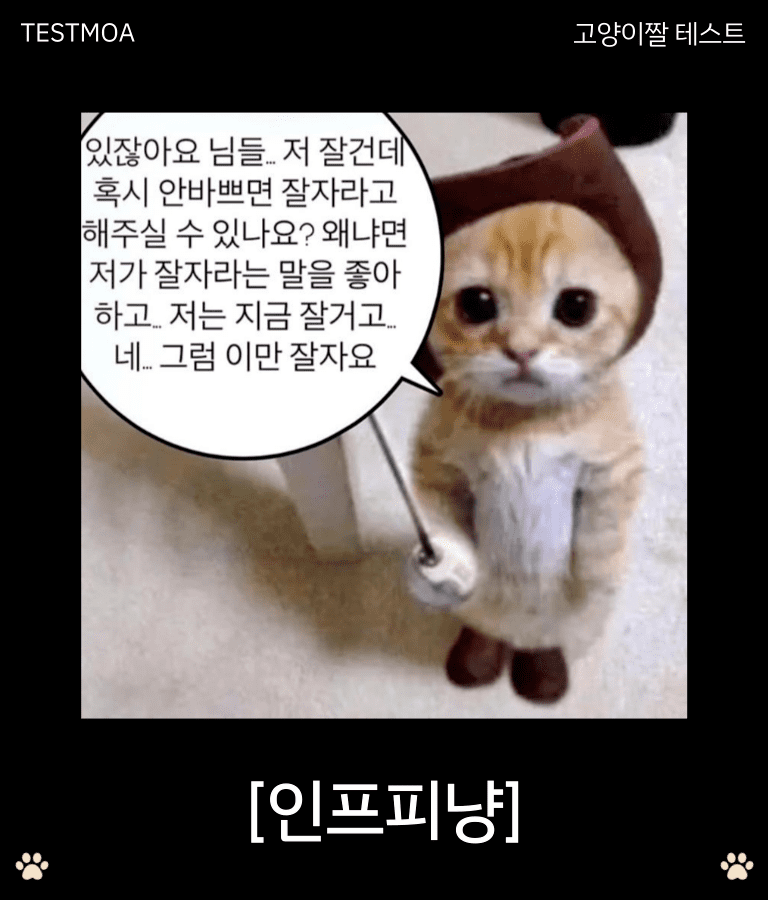 TESTMOA
고양이짤 테스트
있잖아요 님들... 저 잘건데
혹시 안바쁘면 잘자라고
해주실 수 있나요? 왜냐면
저가 잘자라는 말을 좋아
하고... 저는 지금 잘거고...
네... 그럼 이만 잘자요
[인프피냥]